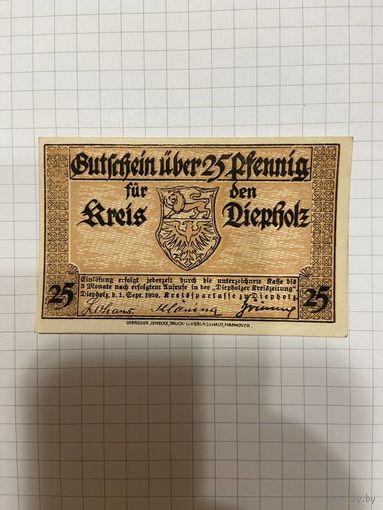 Gutschein über 25 Pfennig
für den
Kreis Diepholz
Einlösung erfolgt jederzeit durch die unterzeichnete Kasse bis
Monate nach erfolgtem Aufrufe in der „Diepholzer Kreiszeitung“
Diepholz, d. 1. Sept. 1920. Kreissparkasse zu Diepholz.
25 25
GEBRÜDER JÄNECKE, DRUCK- U. VERLAGSHAUS, HANNOVER.